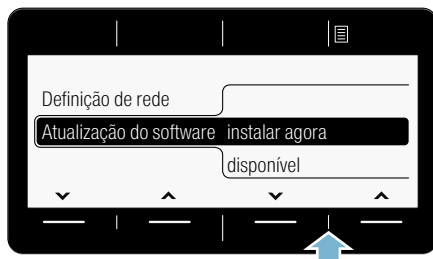 Definição de rede
Atualização do software instalar agora
disponível